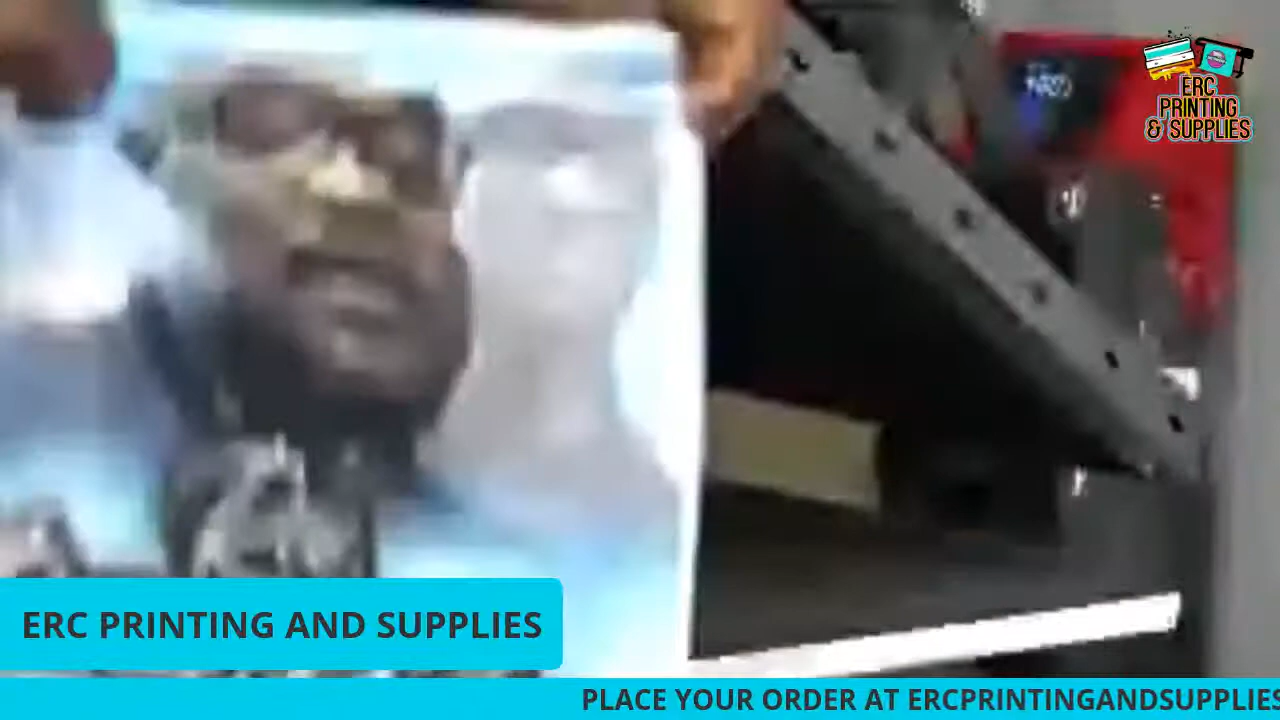 ERC
PRINTING
& SUPPLIES
ERC PRINTING AND SUPPLIES
PLACE YOUR ORDER AT ERCPRINTINGANDSUPPLIES